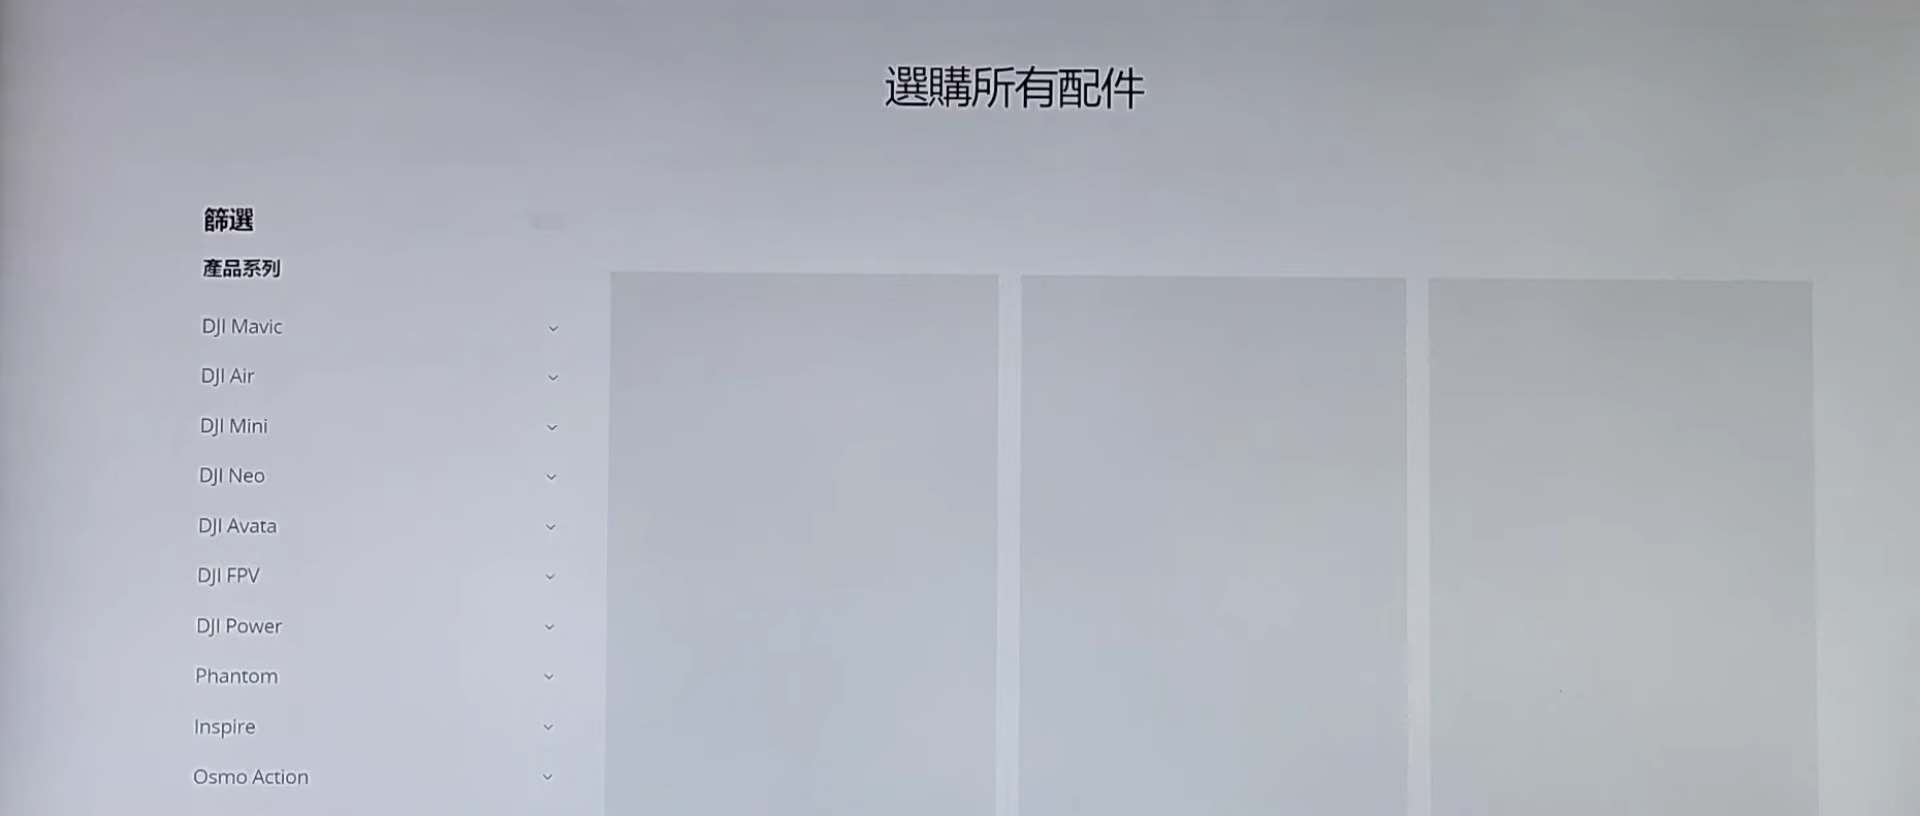 選購所有配件
篩選
產品系列
DJI Mavic
DJI Air
DJI Mini
DJI Neo
DJI Avata
DJI FPV
DJI Power
Phantom
Inspire
Osmo Action